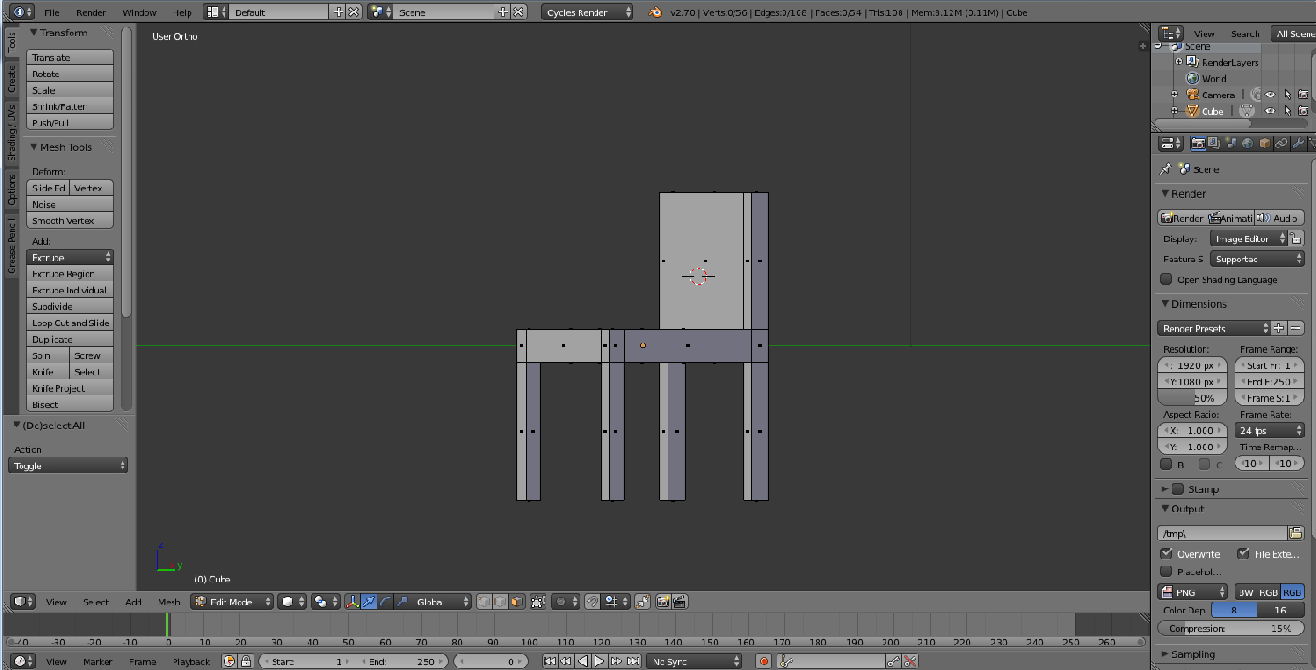 File Render Window Help Default Scene Cycles Render v2.70 | Verts:0/56 | Edges:0/108 | Faces:0/54 | Tris:108 | Mem:8.12M (0.11M) | Cube
Tools
Create
Shading / UVs
Options
Grease Pencil
Transform
Translate
Rotate
Scale
Shrink/Fatten
Push/Pull
Mesh Tools
Deform:
Slide Ed Vertex
Noise
Smooth Vertex
Add:
Extrude
Extrude Region
Extrude Individual
Subdivide
Loop Cut and Slide
Duplicate
Spin Screw
Knife Select
Knife Project
Bisect
(De)select All
Action
Toggle
User Ortho
z
y
(0) Cube
View Select Add Mesh Edit Mode Global
View Search All Scene
Scene
RenderLayers
World
Camera
Cube
Scene
Render
Render Animati Audio
Display: Image Editor
Feature S Supported
Open Shading Language
Dimensions
Render Presets
Resolution: Frame Range:
: 1920 px Start Fr: 1
Y:1080 px End F:250
50% Frame S:1
Aspect Ratio: Frame Rate:
X: 1.000 24 fps
Y: 1.000 Time Remap...
B C 10 10
Stamp
Output
/tmp\
Overwrite File Exte...
Placehol...
PNG BW RGB RGB
Color Dep 8 16
Compression: 15%
Sampling
-40 -30 -20 -10 0 10 20 30 40 50 60 70 80 90 100 110 120 130 140 150 160 170 180 190 200 210 220 230 240 250 260
View Marker Frame Playback Start: 1 End: 250 0 No Sync